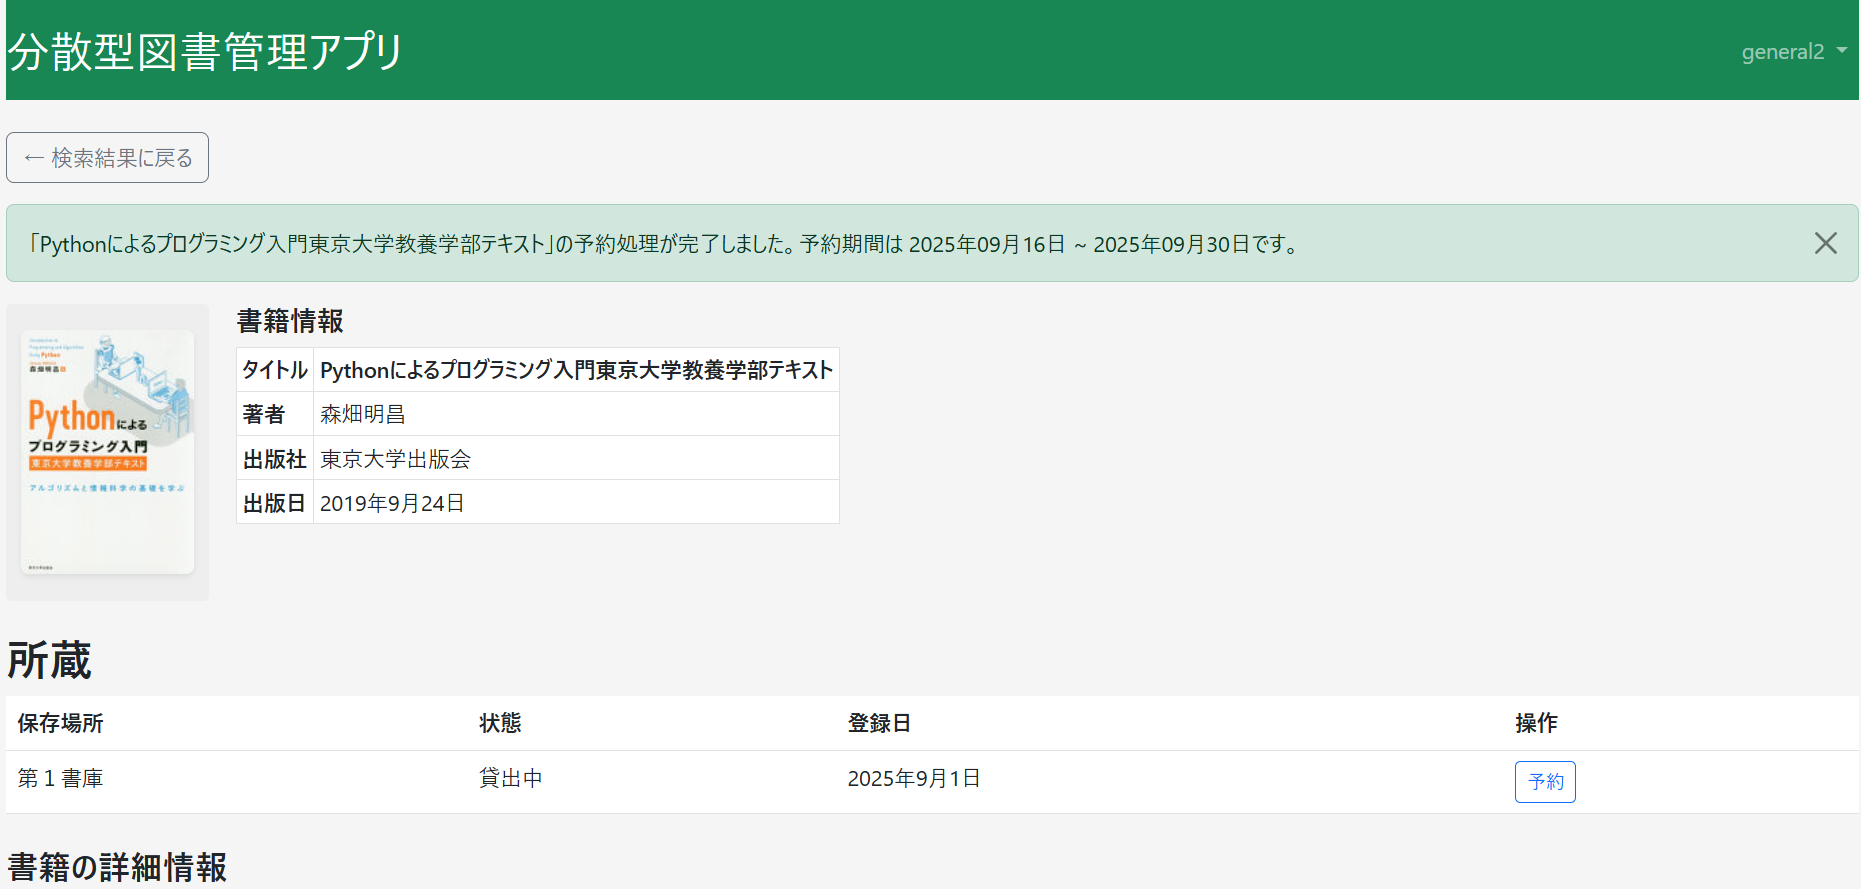 分散型図書管理アプリ
general2
← 検索結果に戻る
「Pythonによるプログラミング入門東京大学教養学部テキスト」の予約処理が完了しました。予約期間は 2025年09月16日 ~ 2025年09月30日です。
Python
森畑明昌
Pythonによる
プログラミング入門
東京大学教養学部テキスト
アルゴリズムと情報科学の基礎を学ぶ
書籍情報
タイトル Pythonによるプログラミング入門東京大学教養学部テキスト
著者 森畑明昌
出版社 東京大学出版会
出版日 2019年9月24日
所蔵
保存場所 状態 登録日 操作
第１書庫 貸出中 2025年9月1日 予約
書籍の詳細情報